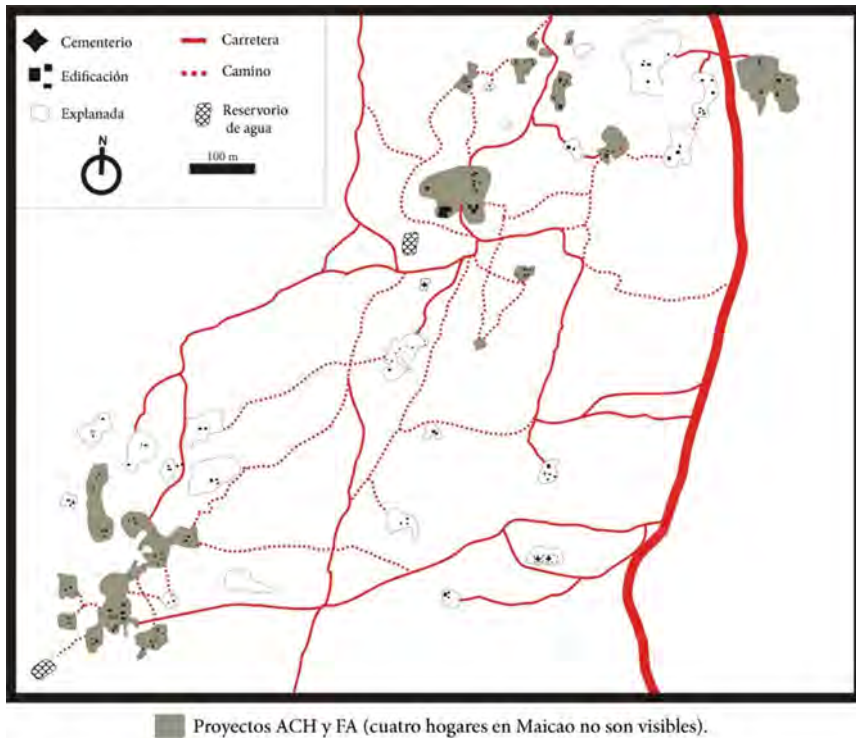 Cementerio
Carretera
Edificación
Camino
Explanada
Reservorio
de agua
N
100 m
Proyectos ACH y FA (cuatro hogares en Maicao no son visibles).